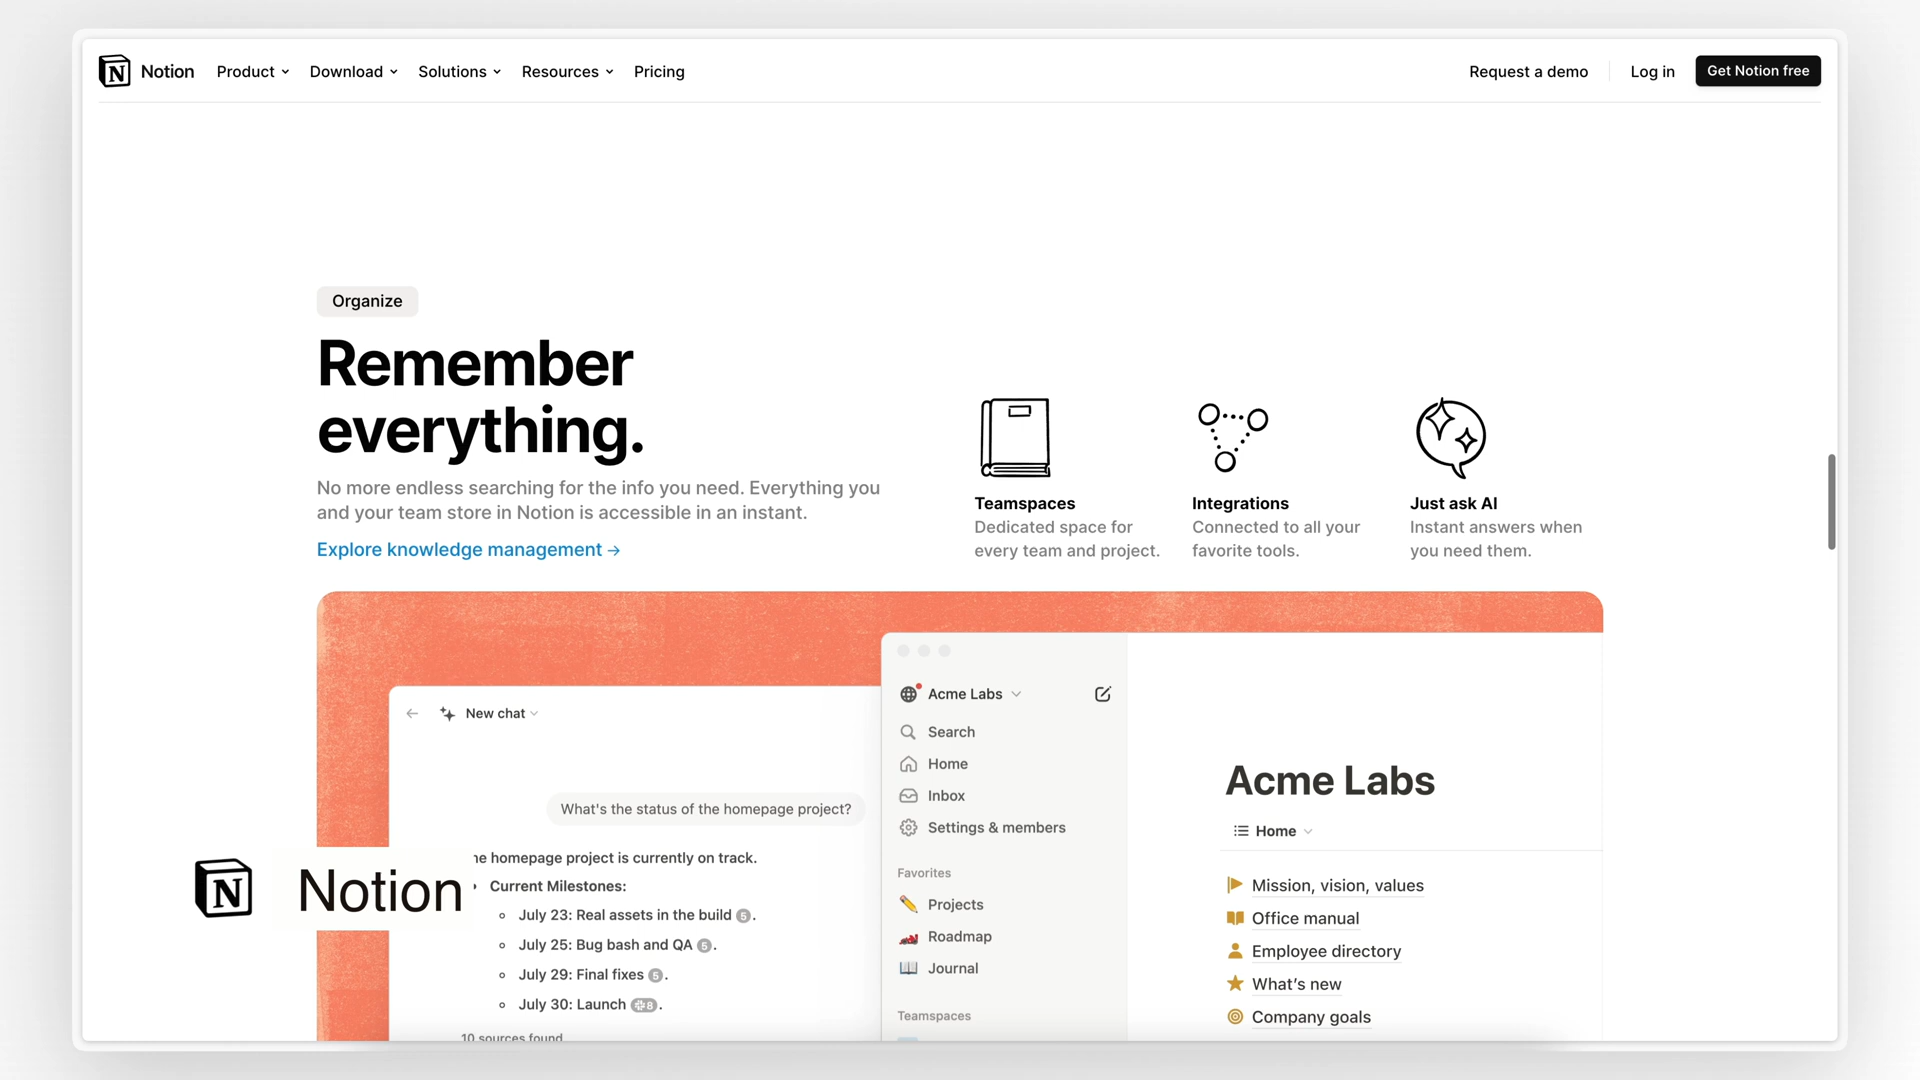 Notion Product Download Solutions Resources Pricing Request a demo Log in Get Notion free
Organize
Remember
everything.
No more endless searching for the info you need. Everything you
and your team store in Notion is accessible in an instant.
Explore knowledge management →
Teamspaces
Dedicated space for
every team and project.
Integrations
Connected to all your
favorite tools.
Just ask AI
Instant answers when
you need them.
New chat
What's the status of the homepage project?
homepage project is currently on track.
Current Milestones:
July 23: Real assets in the build 5.
July 25: Bug bash and QA 5.
July 29: Final fixes 5.
July 30: Launch 8.
10 sources found
Notion
Acme Labs
Search
Home
Inbox
Settings & members
Favorites
Projects
Roadmap
Journal
Teamspaces
Acme Labs
Home
Mission, vision, values
Office manual
Employee directory
What’s new
Company goals